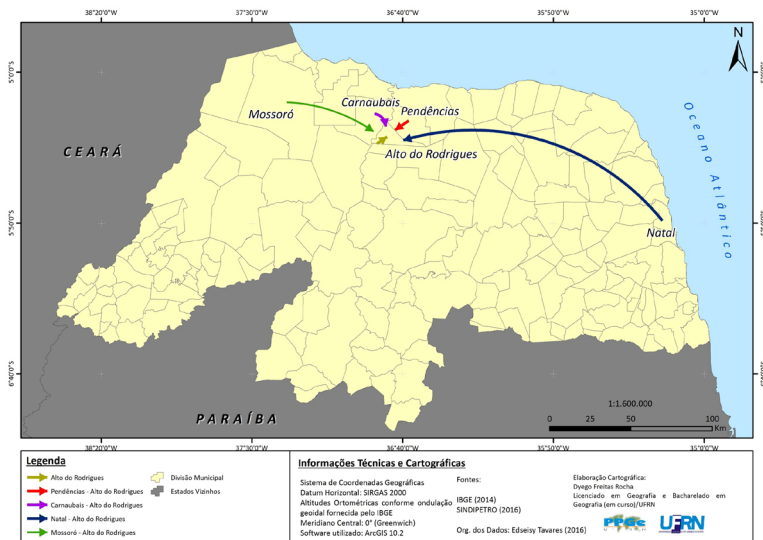 38°20'0"W 37°30'0"W 36°40'0"W 35°50'0"W 35°0'0"W
N
5°0'0"S
Carnaubais
Pendências
Mossoró
Oceano Atlântico
CEARÁ
Alto do Rodrigues
5°50'0"S
Natal
6°40'0"S
1:1.600.000
PARAÍBA
0 25 50 100
Km
38°20'0"W 37°30'0"W 36°40'0"W 35°50'0"W 35°0'0"W
Legenda
Alto do Rodrigues
Pendências - Alto do Rodrigues
Carnaubais - Alto do Rodrigues
Natal - Alto do Rodrigues
Mossoró - Alto do Rodrigues
Divisão Municipal
Estados Vizinhos
Informações Técnicas e Cartográficas
Sistema de Coordenadas Geográficas
Datum Horizontal: SIRGAS 2000
Altitudes Ortométricas conforme ondulação
geoidal fornecida pelo IBGE
Meridiano Central: 0° (Greenwich)
Software utilizado: ArcGIS 10.2
Fontes:
IBGE (2014)
SINDIPETRO (2016)
Org. dos Dados: Edseisy Tavares (2016)
Elaboração Cartográfica:
Dyego Freitas Rocha
Licenciado em Geografia e Bacharelado em
Geografia (em curso)/UFRN
PPGe
UFRN